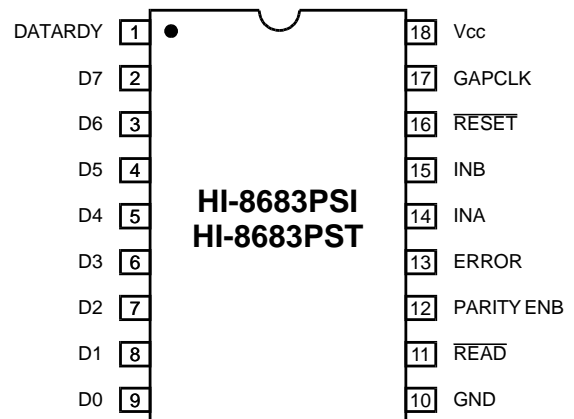 DATARDY 1 18 Vcc
D7 2 17 GAPCLK
D6 3 16 RESET
D5 4 15 INB
HI-8683PSI
D4 5 14 INA
HI-8683PST
D3 6 13 ERROR
D2 7 12 PARITY ENB
D1 8 11 READ
D0 9 10 GND